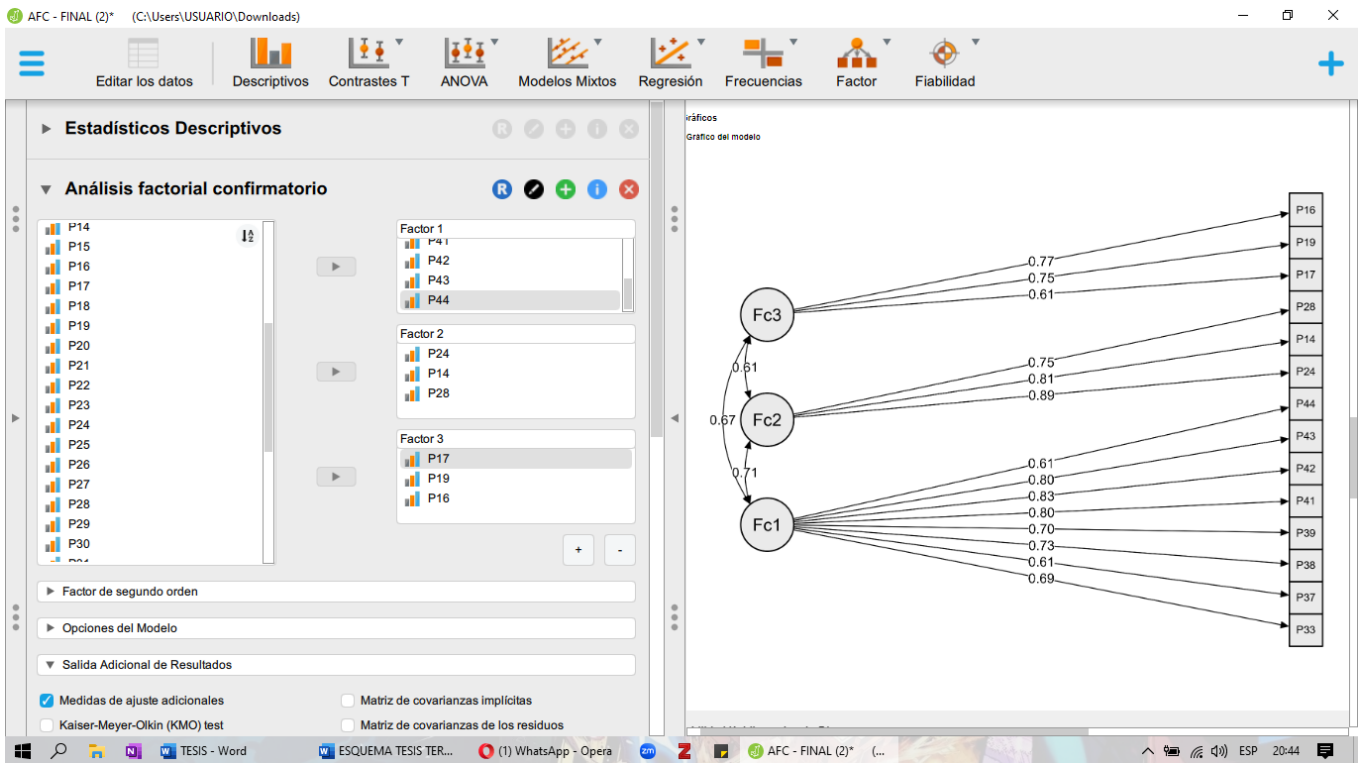 AFC - FINAL (2)* (C:\Users\USUARIO\Downloads)
Editar los datos
Descriptivos
Contrastes T
ANOVA
Modelos Mixtos
Regresión
Frecuencias
Factor
Fiabilidad
Estadísticos Descriptivos
R
Análisis factorial confirmatorio
R
P14
P15
P16
P17
P18
P19
P20
P21
P22
P23
P24
P25
P26
P27
P28
P29
P30
Factor 1
P41
P42
P43
P44
Factor 2
P24
P14
P28
Factor 3
P17
P19
P16
+
-
Factor de segundo orden
Opciones del Modelo
Salida Adicional de Resultados
Medidas de ajuste adicionales
Matriz de covarianzas implícitas
Kaiser-Meyer-Olkin (KMO) test
Matriz de covarianzas de los residuos
ráficos
Gráfico del modelo
Fc3
Fc2
Fc1
0.61
0.67
0.71
0.77
0.75
0.61
0.75
0.81
0.89
0.61
0.80
0.83
0.80
0.70
0.73
0.61
0.69
P16
P19
P17
P28
P14
P24
P44
P43
P42
P41
P39
P38
P37
P33
TESIS - Word
ESQUEMA TESIS TER...
(1) WhatsApp - Opera
zm
Z
AFC - FINAL (2)* (...
ESP
20:44